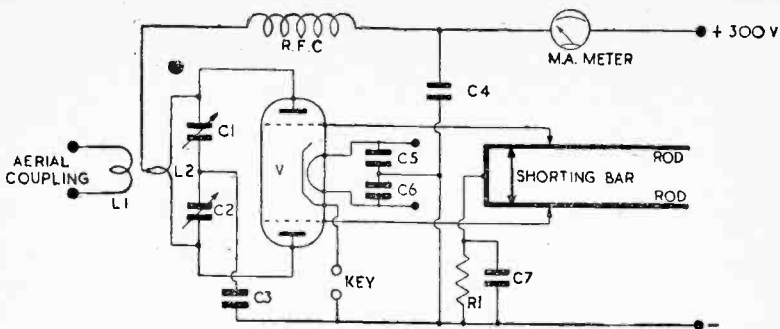 R.F.C
+ 300 V
M.A. METER
C4
C1
AERIAL
COUPLING
L1
L2
V
C5
C6
ROD
SHORTING BAR
ROD
C2
C3
KEY
R1
C7
-